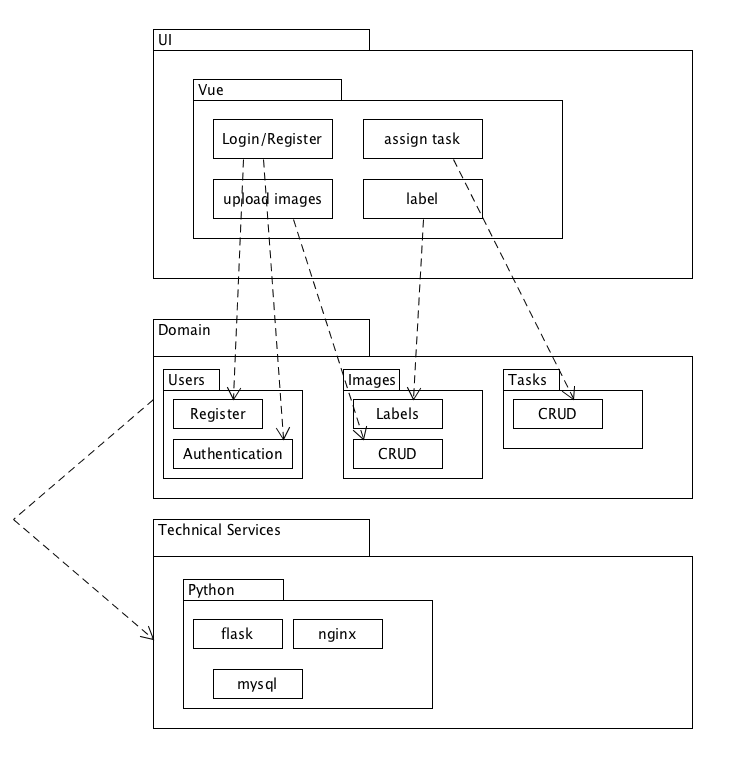 UI
Vue
Login/Register
assign task
upload images
label
Domain
Users
Images
Tasks
Register
Labels
CRUD
Authentication
CRUD
Technical Services
Python
flask
nginx
mysql